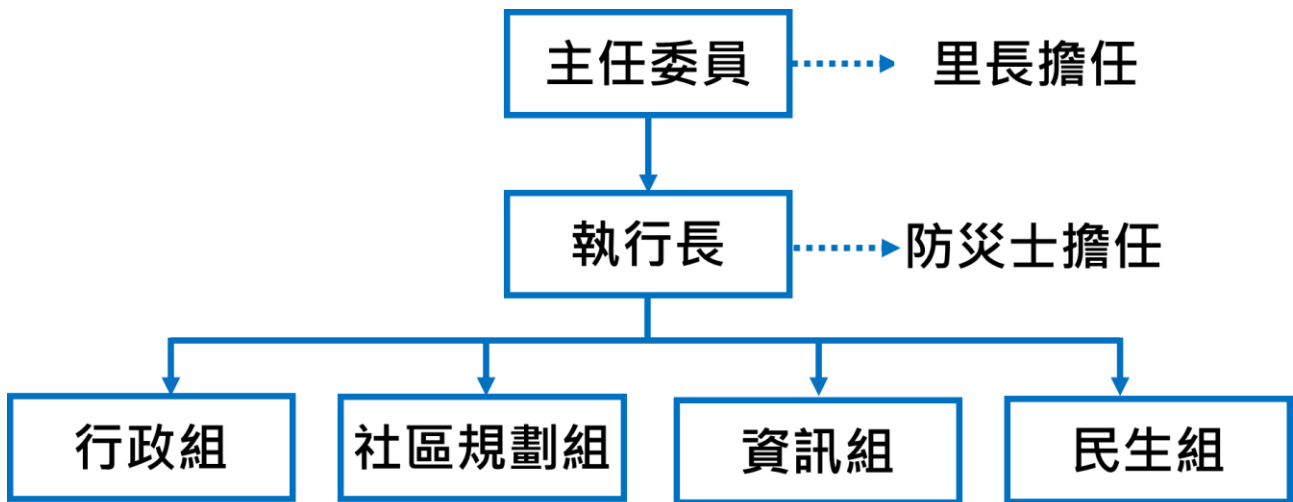 主任委員
里長擔任
執行長
防災士擔任
行政組
社區規劃組
資訊組
民生組